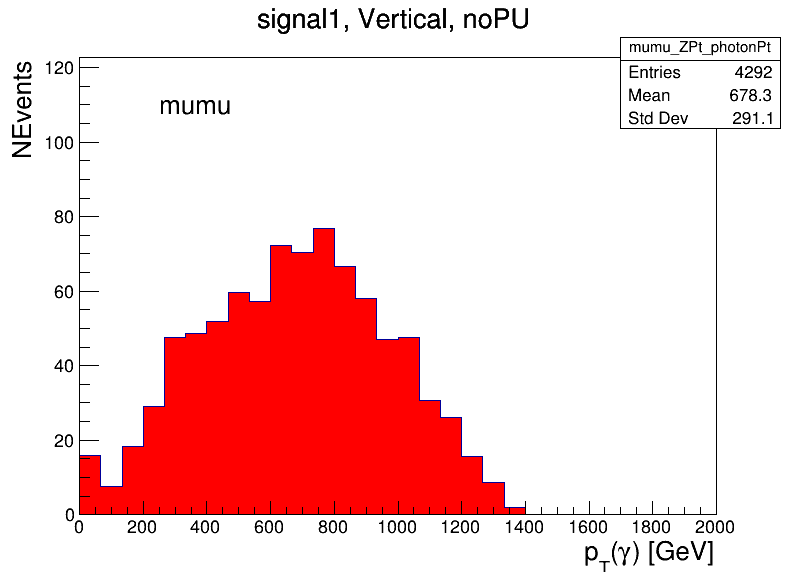 signal1, Vertical, noPU
mumu_ZPt_photonPt
Entries 4292
Mean 678.3
Std Dev 291.1
NEvents
mumu
120
100
80
60
40
20
0
0 200 400 600 800 1000 1200 1400 1600 1800 2000
p_T(γ) [GeV]